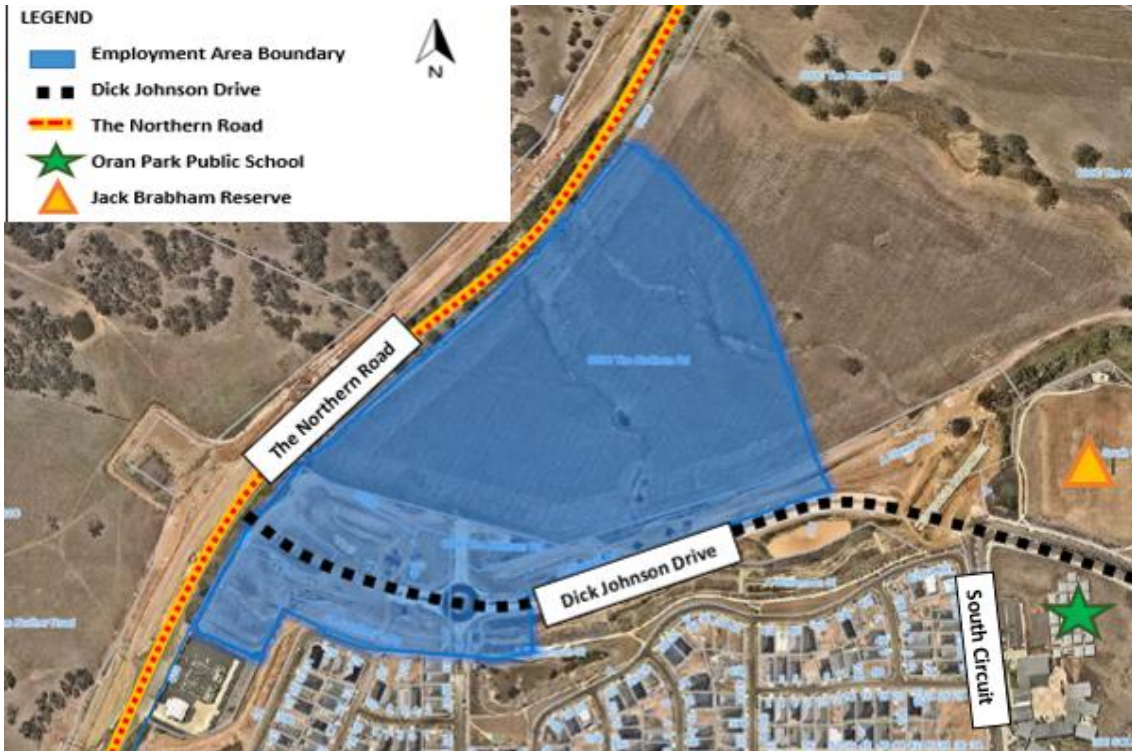 LEGEND
Employment Area Boundary
Dick Johnson Drive
The Northern Road
Oran Park Public School
Jack Brabham Reserve
N
The Northern Road
Dick Johnson Drive
South Circuit